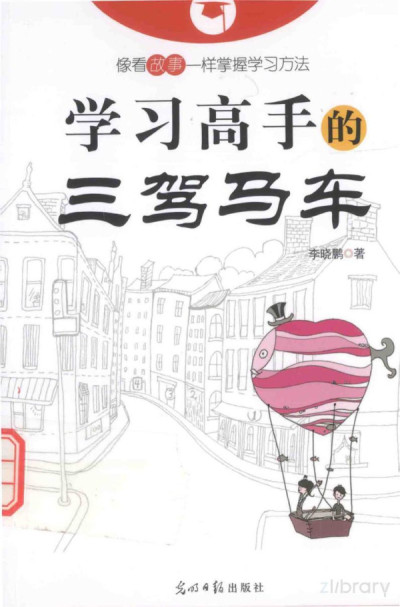 像看故事一样掌握学习方法
学习高手的
三驾马车
李晓鹏 著
光明日报出版社
zlibrary